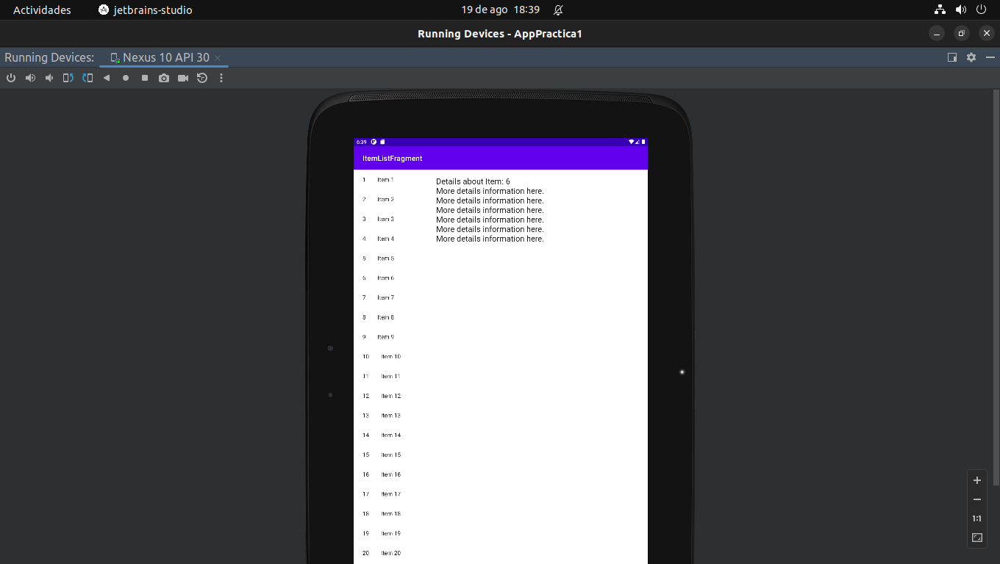 Actividades jetbrains-studio 19 de ago 18:39
Running Devices - AppPractica1
Running Devices: Nexus 10 API 30
6:39
ItemListFragment
1 Item 1
2 Item 2
3 Item 3
4 Item 4
5 Item 5
6 Item 6
7 Item 7
8 Item 8
9 Item 9
10 Item 10
11 Item 11
12 Item 12
13 Item 13
14 Item 14
15 Item 15
16 Item 16
17 Item 17
18 Item 18
19 Item 19
20 Item 20
Details about Item: 6
More details information here.
More details information here.
More details information here.
More details information here.
More details information here.
More details information here.
1:1